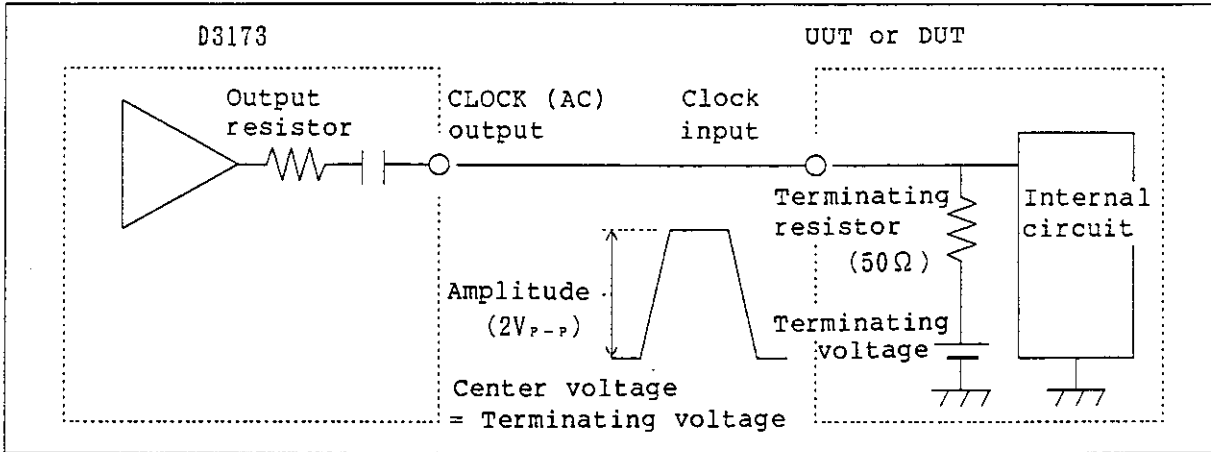 D3173
UUT or DUT
Output
resistor
CLOCK (AC)
output
Clock
input
Terminating
resistor
(50Ω)
Internal
circuit
Amplitude
(2VP-P)
Terminating
voltage
Center voltage
= Terminating voltage